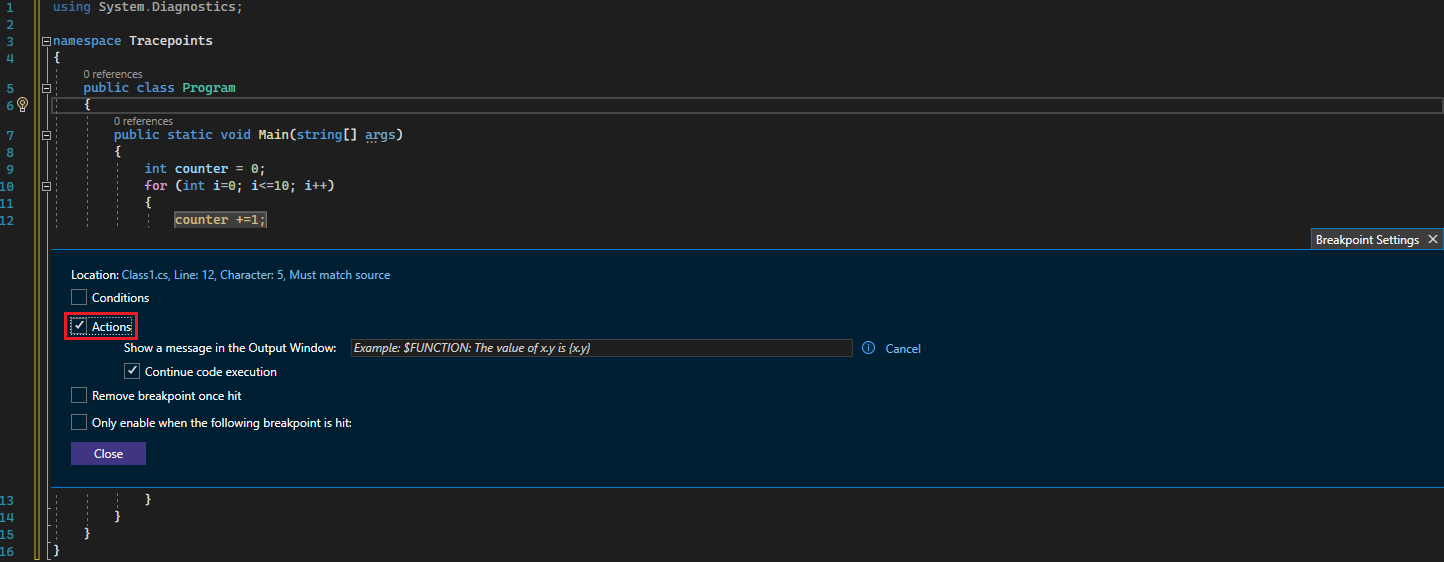 1 using System.Diagnostics;
2
3 namespace Tracepoints
4 {
0 references
5 public class Program
6 {
0 references
7 public static void Main(string[] args)
8 {
9 int counter = 0;
10 for (int i=0; i<=10; i++)
11 {
12 counter +=1;
Breakpoint Settings
Location: Class1.cs, Line: 12, Character: 5, Must match source
Conditions
Actions
Show a message in the Output Window: Example: $FUNCTION: The value of x.y is {x.y} Cancel
Continue code execution
Remove breakpoint once hit
Only enable when the following breakpoint is hit:
Close
13 }
14 }
15 }
16 }